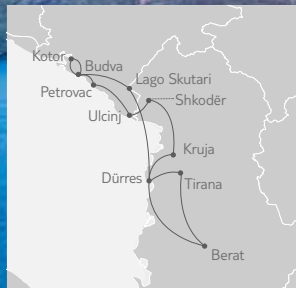 Kotor
Budva
Petrovac
Lago Skutari
Shkodër
Ulcinj
Kruja
Dürres
Tirana
Berat